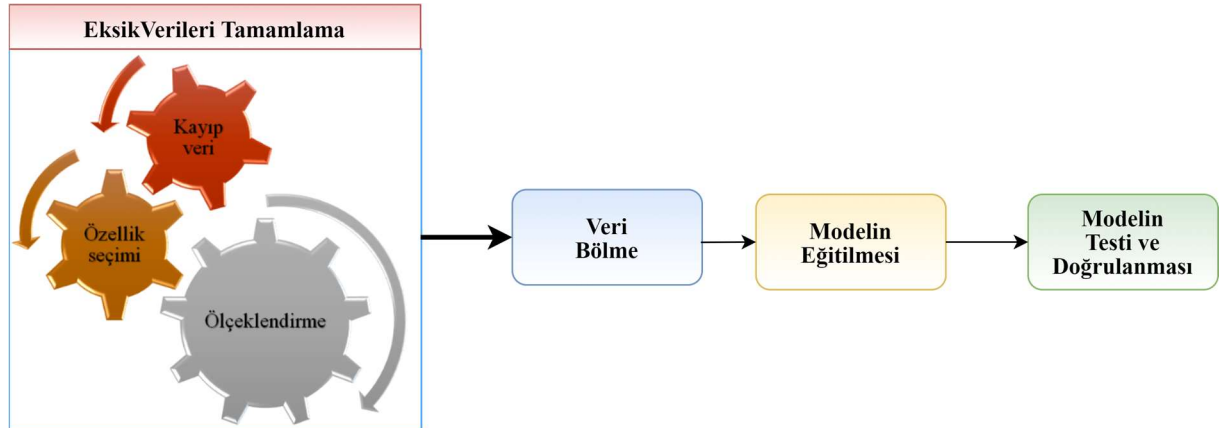 EksikVerileri Tamamlama
Kayıp
veri
Özellik
seçimi
Ölçeklendirme
Veri
Bölme
Modelin
Eğitilmesi
Modelin
Testi ve
Doğrulanması